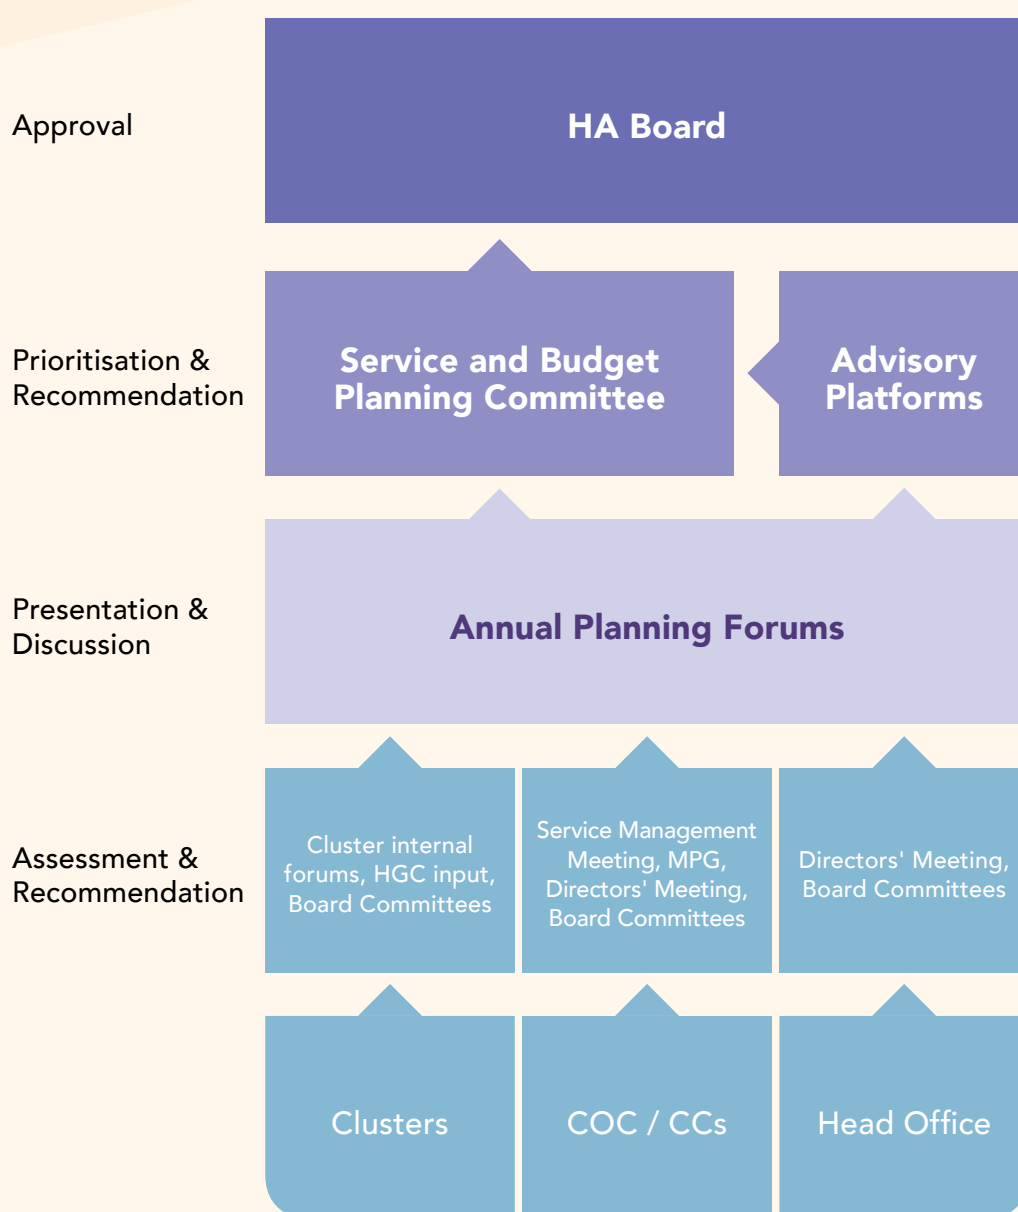 Approval
HA Board
Prioritisation &
Recommendation
Service and Budget
Planning Committee
Advisory
Platforms
Presentation &
Discussion
Annual Planning Forums
Assessment &
Recommendation
Cluster internal
forums, HGC input,
Board Committees
Service Management
Meeting, MPG,
Directors' Meeting,
Board Committees
Directors' Meeting,
Board Committees
Clusters
COC / CCs
Head Office